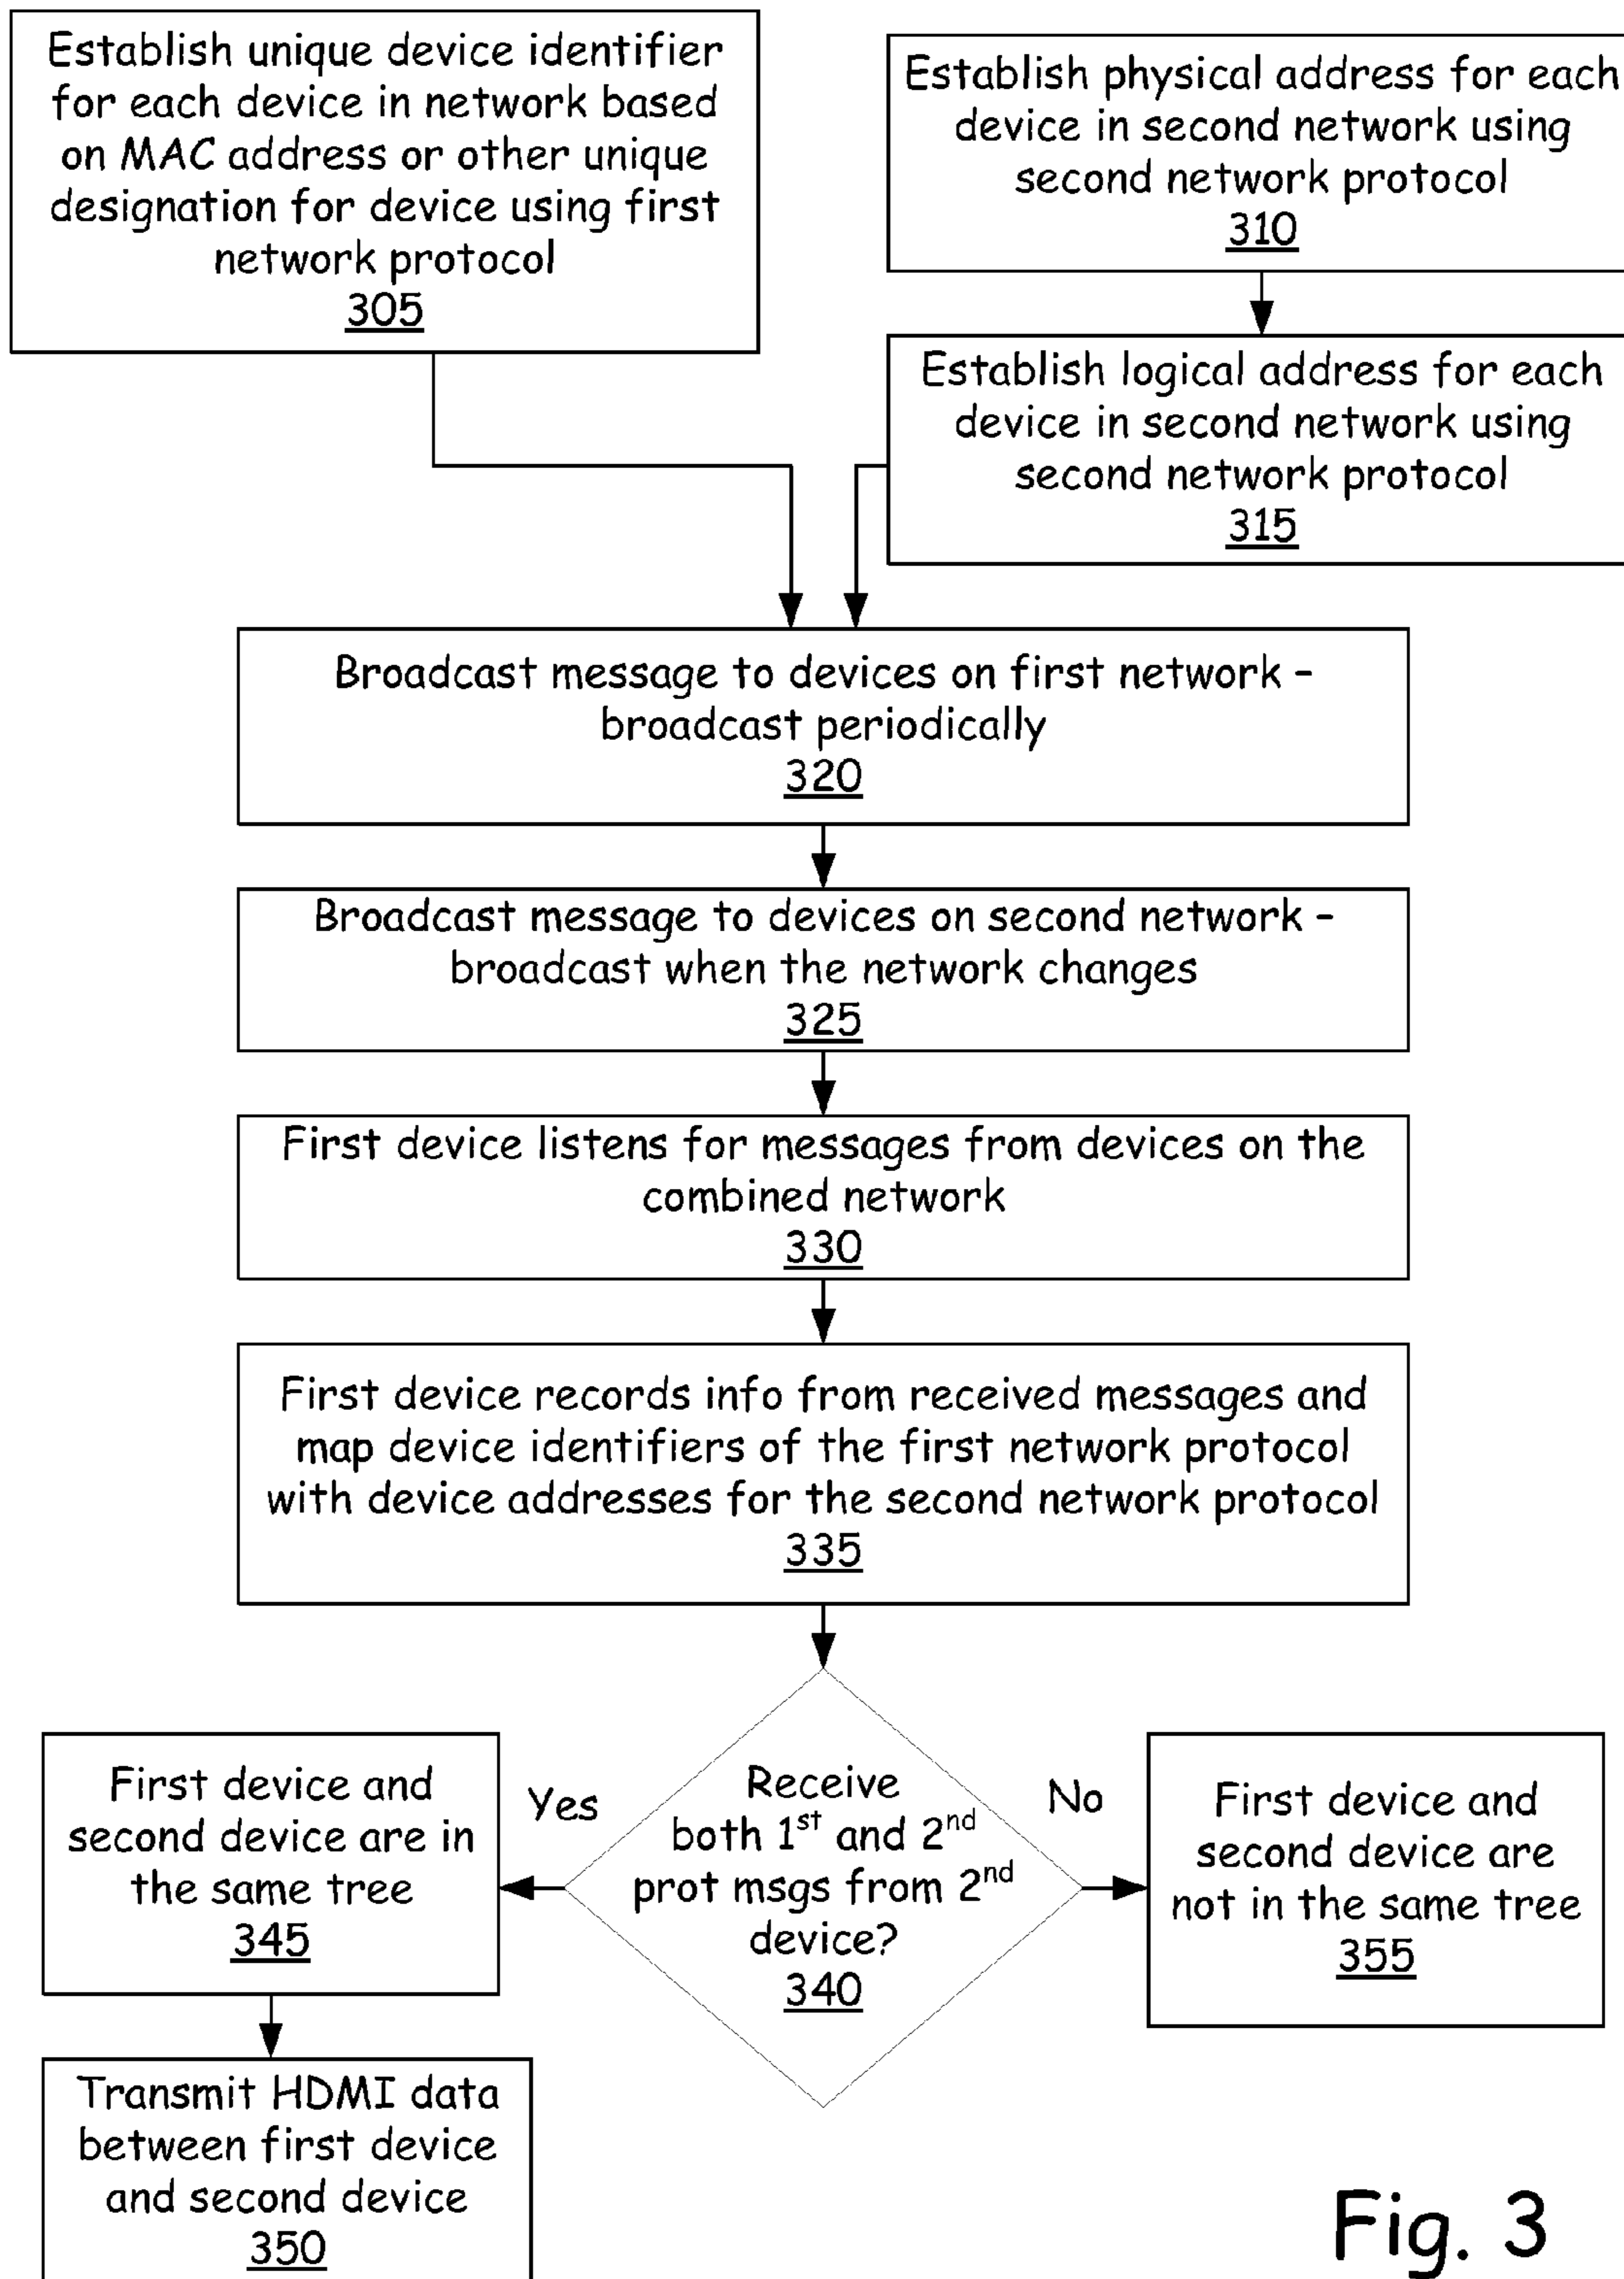 Establish unique device identifier
for each device in network based
on MAC address or other unique
designation for device using first
network protocol
305
Establish physical address for each
device in second network using
second network protocol
310
Establish logical address for each
device in second network using
second network protocol
315
Broadcast message to devices on first network –
broadcast periodically
320
Broadcast message to devices on second network –
broadcast when the network changes
325
First device listens for messages from devices on the
combined network
330
First device records info from received messages and
map device identifiers of the first network protocol
with device addresses for the second network protocol
335
Receive
both 1st and 2nd
prot msgs from 2nd
device?
340
Yes
No
First device and
second device are in
the same tree
345
First device and
second device are
not in the same tree
355
Transmit HDMI data
between first device
and second device
350
Fig. 3